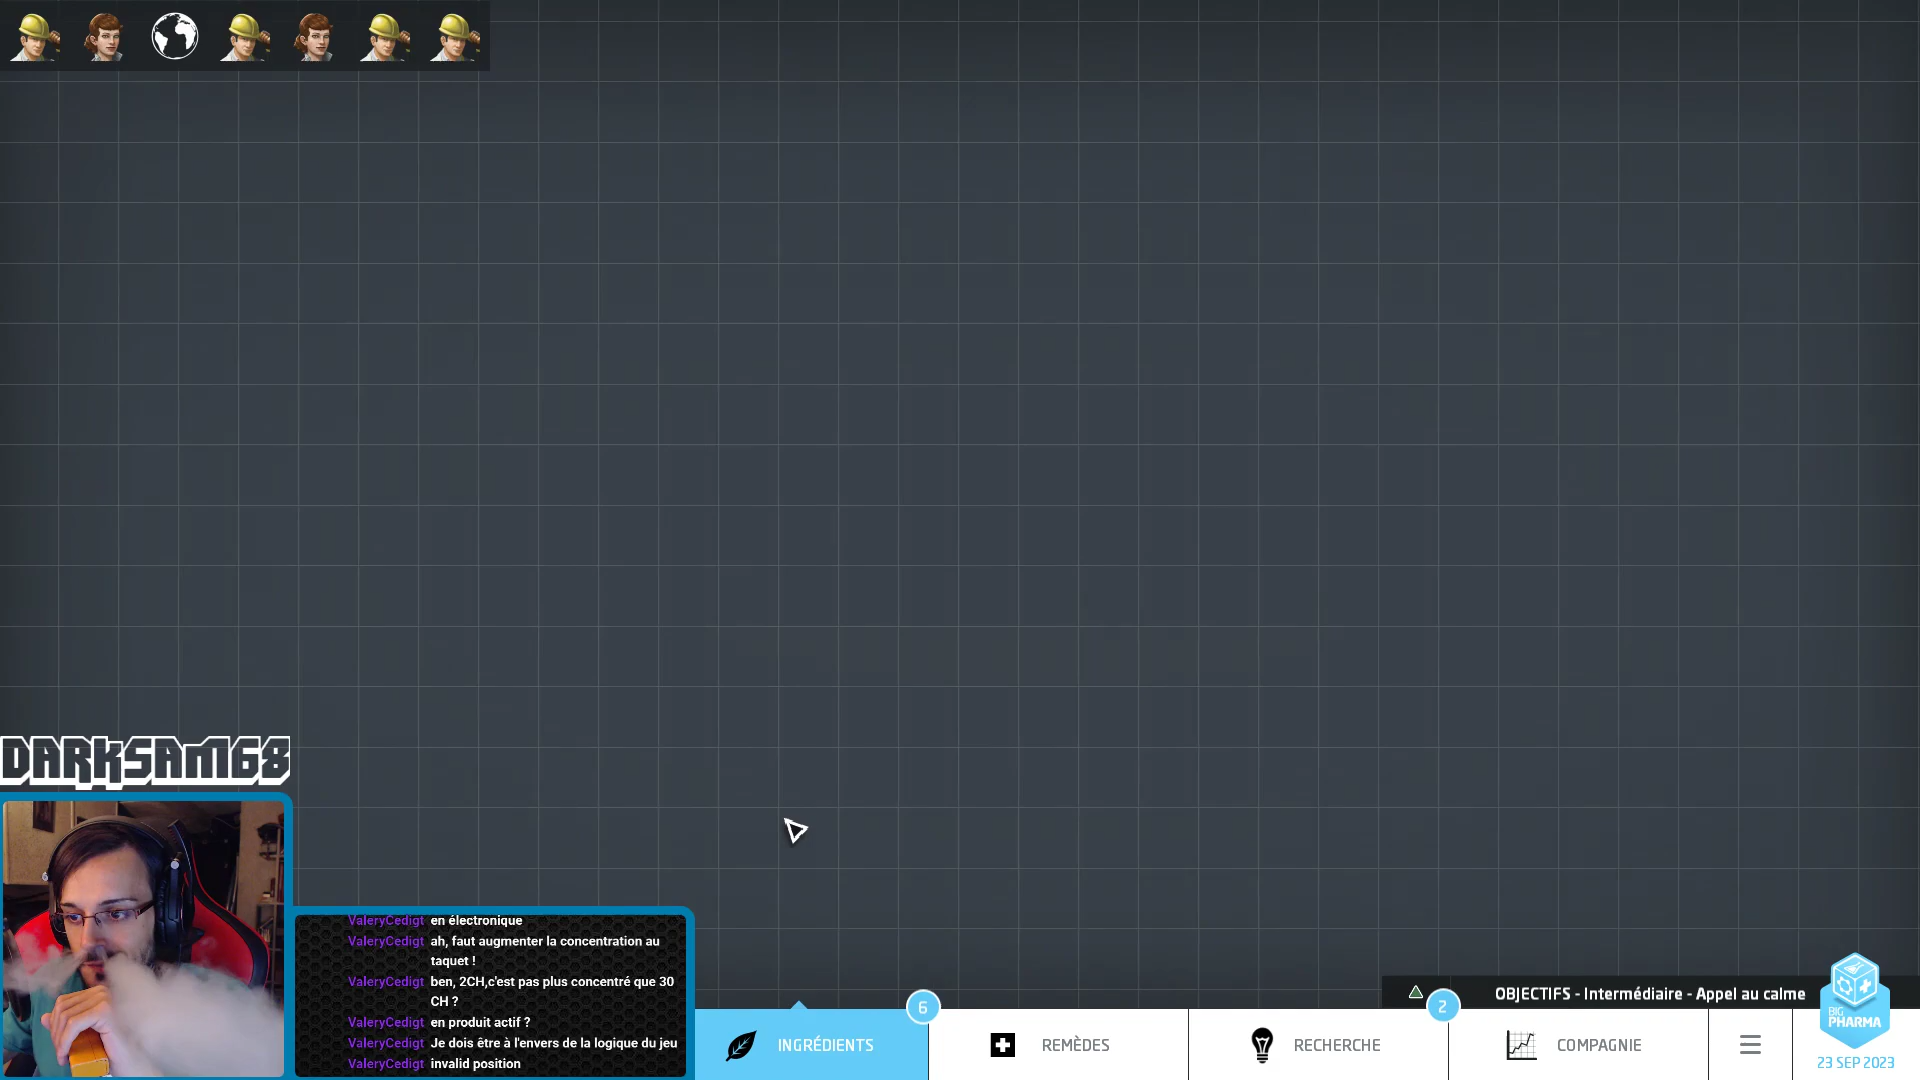 DARKSAM68
ValeryCedigt en électronique
ValeryCedigt ah, faut augmenter la concentration au
taquet !
ValeryCedigt ben, 2CH,c'est pas plus concentré que 30
CH ?
ValeryCedigt en produit actif ?
ValeryCedigt Je dois être à l'envers de la logique du jeu
ValeryCedigt invalid position
OBJECTIFS - Intermédiaire - Appel au calme
6
2
INGRÉDIENTS
REMÈDES
RECHERCHE
COMPAGNIE
BIG
PHARMA
23 SEP 2023